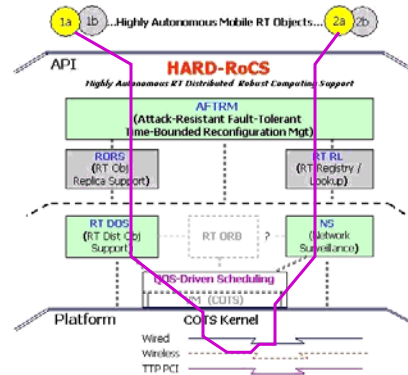 1a 1b ...Highly Autonomous Mobile RT Objects... 2a 2b
API
HARD-RoCS
Highly Autonomous RT Distributed Robust Computing Support
AFTRM
(Attack-Resistant Fault-Tolerant
Time-Bounded Reconfiguration Mgt)
RORS
(RT Obj
Replica Support)
RT RL
(RT Registry /
Lookup)
RT DOS
(RT Dist Obj
Support)
RT ORB
?
NS
(Network
Surveillance)
QOS-Driven Scheduling
(COTS)
Platform
COTS Kernel
Wired
Wireless
TTP PCI